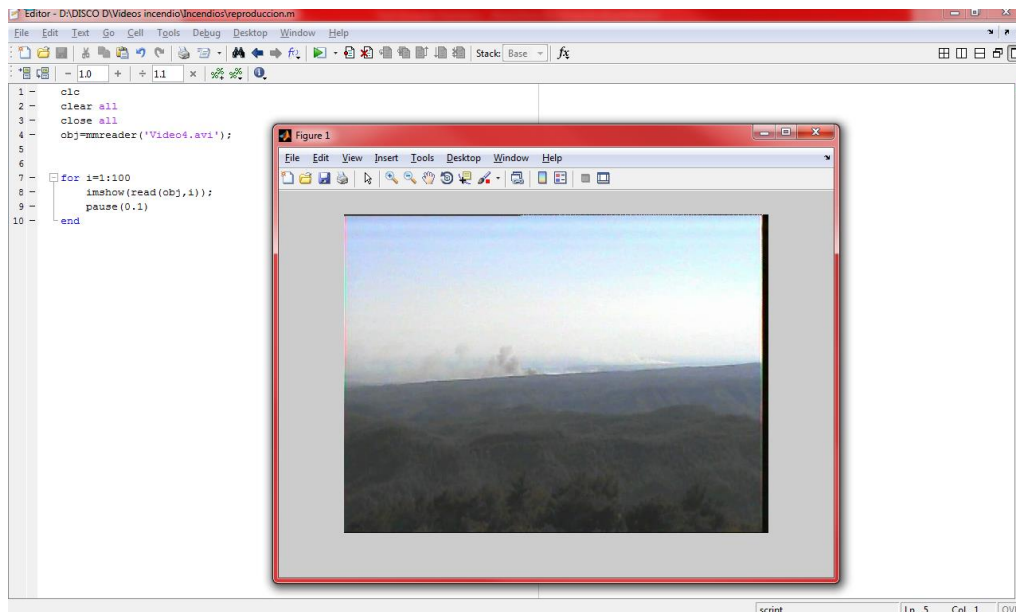 Editor - D:\DISCO D\Videos incendio\Incendios\reproduccion.m
File Edit Text Go Cell Tools Debug Desktop Window Help
Stack: Base fx
- 1.0 + ÷ 1.1 ×
1 - clc
2 - clear all
3 - close all
4 - obj=mmreader('Video4.avi');
5
6
7 - for i=1:100
8 - imshow(read(obj,i));
9 - pause(0.1)
10 - end
Figure 1
File Edit View Insert Tools Desktop Window Help
script Ln 5 Col 1 OV